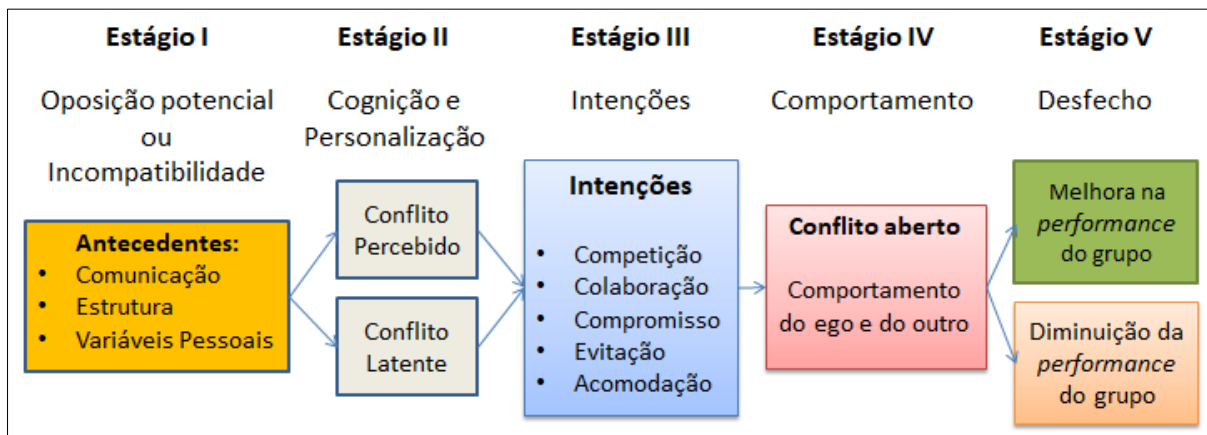 Estágio I
Oposição potencial
ou
Incompatibilidade
Antecedentes:
• Comunicação
• Estrutura
• Variáveis Pessoais
Estágio II
Cognição e
Personalização
Conflito
Percebido
Conflito
Latente
Estágio III
Intenções
Intenções
• Competição
• Colaboração
• Compromisso
• Evitação
• Acomodação
Estágio IV
Comportamento
Conflito aberto
Comportamento
do ego e do outro
Estágio V
Desfecho
Melhora na
performance
do grupo
Diminuição da
performance
do grupo